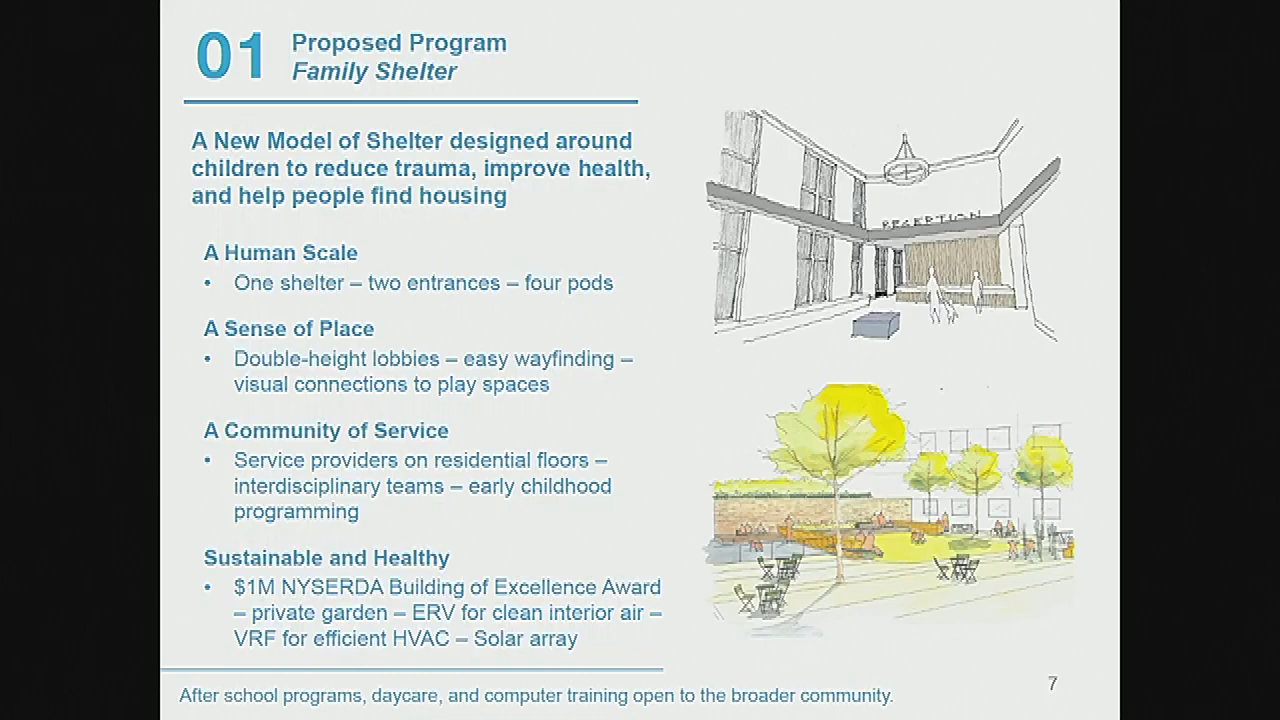 01
Proposed Program
Family Shelter
A New Model of Shelter designed around
children to reduce trauma, improve health,
and help people find housing
A Human Scale
• One shelter – two entrances – four pods
A Sense of Place
• Double-height lobbies – easy wayfinding –
visual connections to play spaces
A Community of Service
• Service providers on residential floors –
interdisciplinary teams – early childhood
programming
Sustainable and Healthy
• $1M NYSERDA Building of Excellence Award
– private garden – ERV for clean interior air –
VRF for efficient HVAC – Solar array
RECEPTION
After school programs, daycare, and computer training open to the broader community.
7